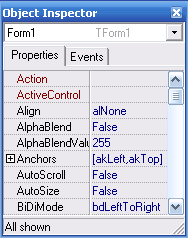 Object Inspector
Form1 TForm1
Properties Events
Action
ActiveControl
Align alNone
AlphaBlend False
AlphaBlendValu 255
Anchors [akLeft,akTop]
AutoScroll False
AutoSize False
BiDiMode bdLeftToRight
All shown